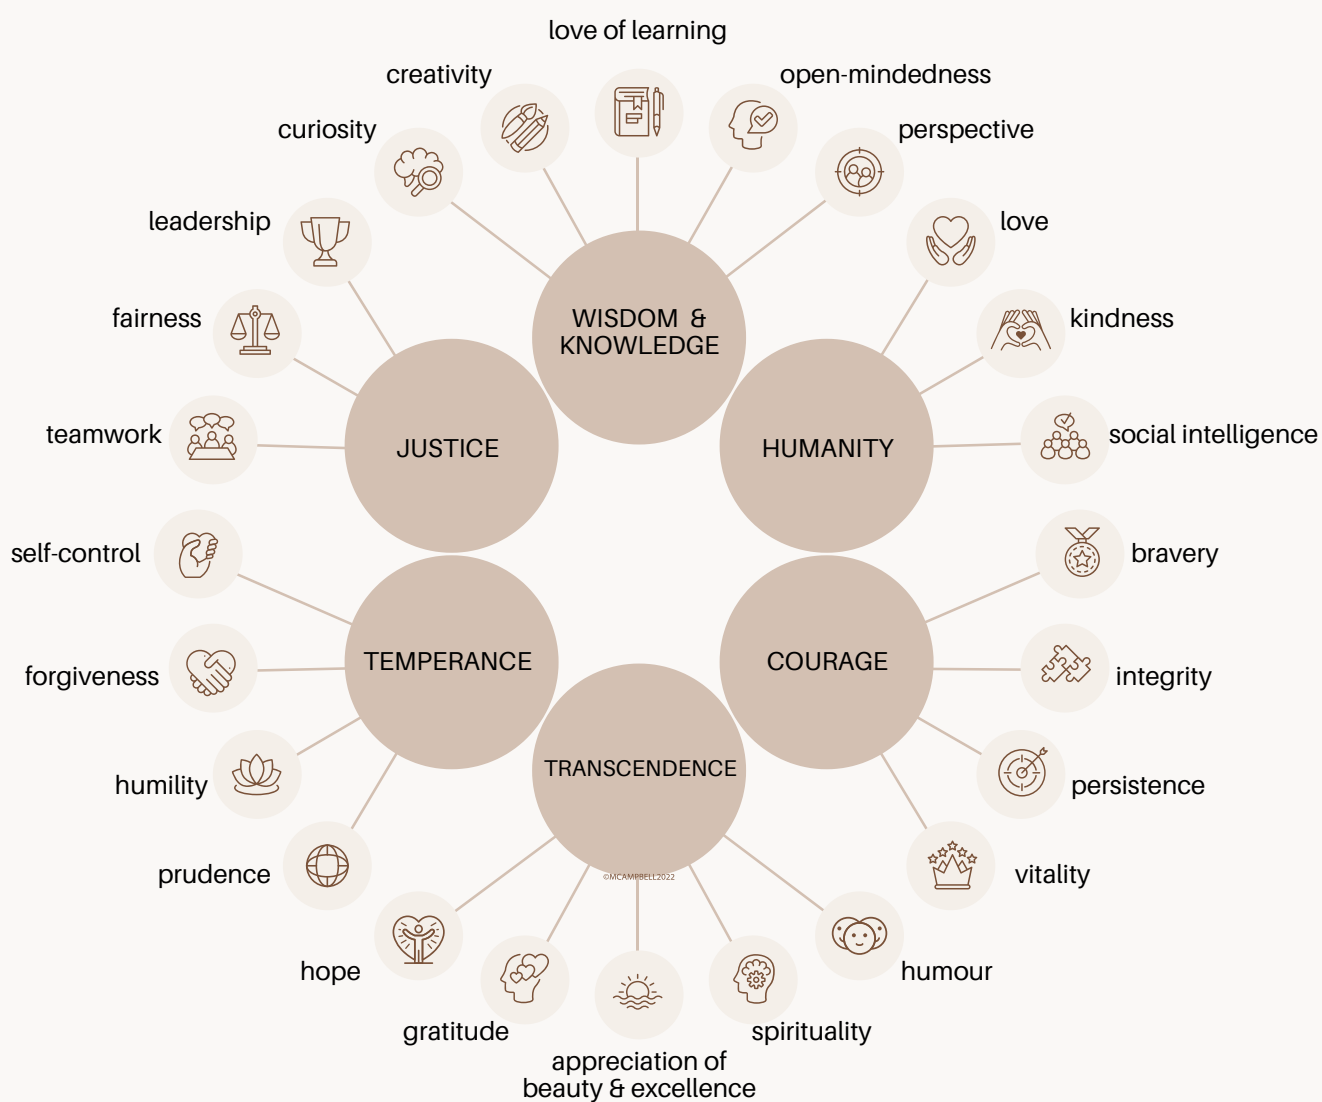 love of learning
creativity
open-mindedness
curiosity
perspective
leadership
love
fairness
kindness
WISDOM &
KNOWLEDGE
teamwork
JUSTICE
HUMANITY
social intelligence
self-control
bravery
forgiveness
TEMPERANCE
COURAGE
integrity
humility
TRANSCENDENCE
persistence
prudence
©MCAMPBELL2022
vitality
hope
humour
gratitude
spirituality
appreciation of
beauty & excellence